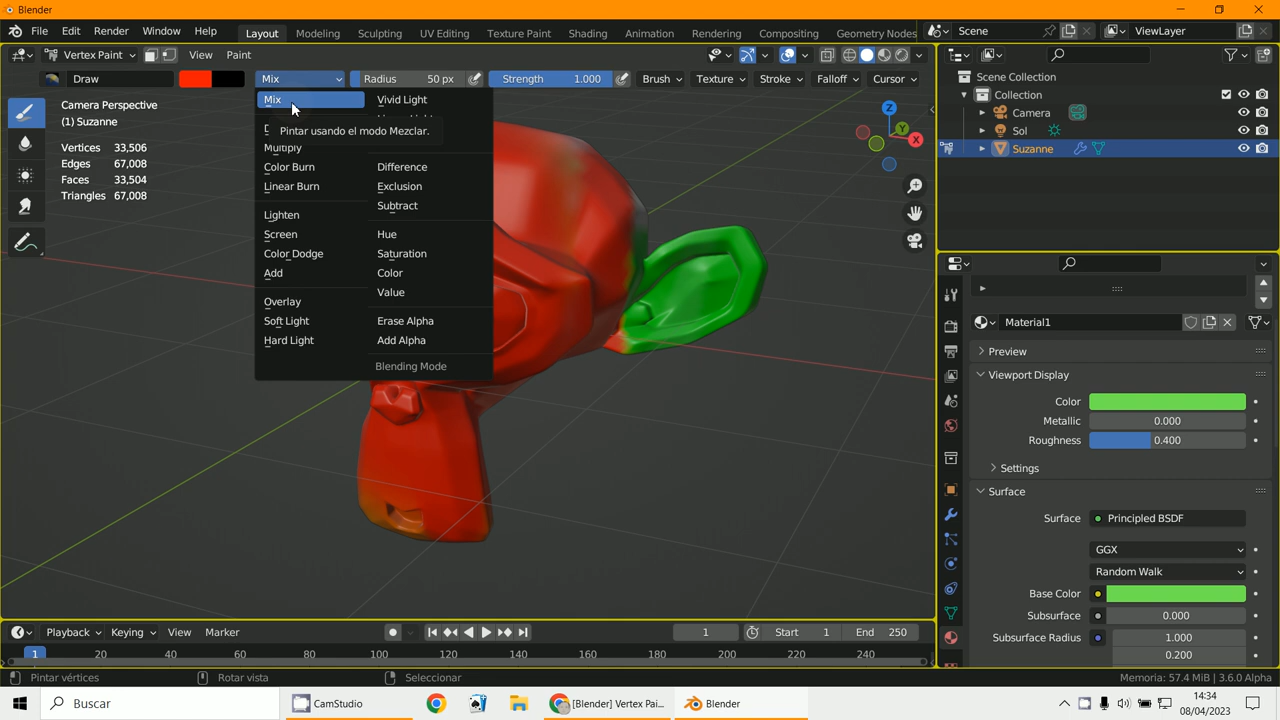 Blender
File Edit Render Window Help Layout Modeling Sculpting UV Editing Texture Paint Shading Animation Rendering Compositing Geometry Nodes Scene ViewLayer
Vertex Paint View Paint
Draw Mix Radius 50 px Strength 1.000 Brush Texture Stroke Falloff Cursor
Camera Perspective
(1) Suzanne
Vertices 33,506
Edges 67,008
Faces 33,504
Triangles 67,008
Mix Vivid Light
Pintar usando el modo Mezclar.
Multiply
Color Burn Difference
Linear Burn Exclusion
Subtract
Lighten
Screen Hue
Color Dodge Saturation
Add Color
Value
Overlay
Soft Light Erase Alpha
Hard Light Add Alpha
Blending Mode
Z
Y
X
Scene Collection
Collection
Camera
Sol
Suzanne
Material1
Preview
Viewport Display
Color
Metallic 0.000
Roughness 0.400
Settings
Surface
Surface Principled BSDF
GGX
Random Walk
Base Color
Subsurface 0.000
Subsurface Radius 1.000
0.200
Playback Keying View Marker 1 Start 1 End 250
1 20 40 60 80 100 120 140 160 180 200 220 240
Pintar vértices Rotar vista Seleccionar Memoria: 57.4 MiB | 3.6.0 Alpha
Buscar CamStudio [Blender] Vertex Pai... Blender
14:34
08/04/2023